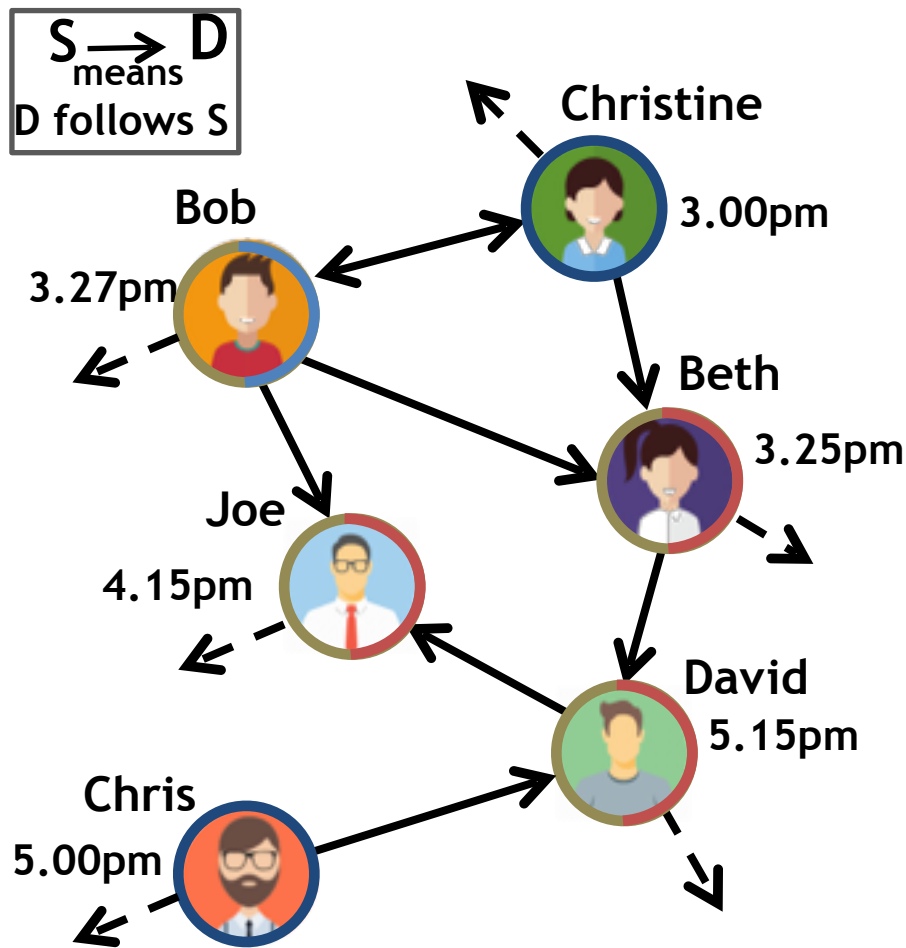 S → D
means
D follows S
Christine
3.00pm
Bob
3.27pm
Beth
3.25pm
Joe
4.15pm
David
5.15pm
Chris
5.00pm